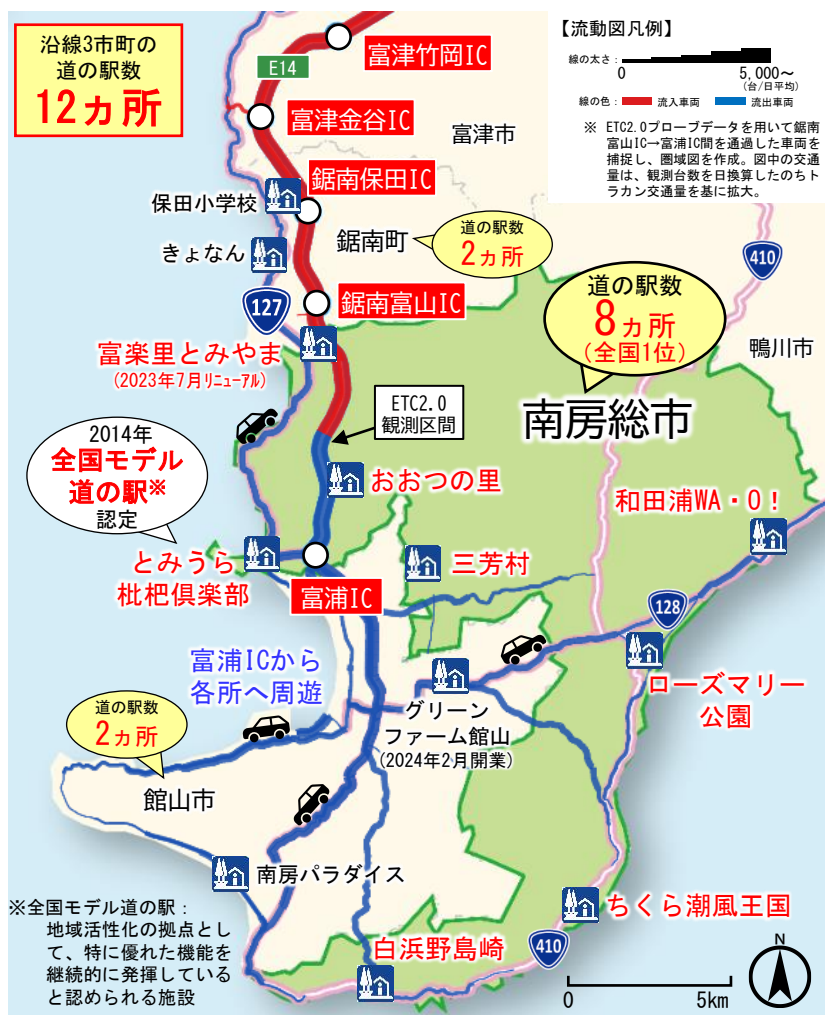 沿線3市町の
道の駅数
12ヵ所
E14
富津竹岡IC
富津金谷IC
鋸南保田IC
富津市
【流動図凡例】
線の太さ：
0
5,000～
(台/日平均)
線の色：
流入車両
流出車両
※ ETC2.0プローブデータを用いて鋸南
富山IC→富浦IC間を通過した車両を
捕捉し、圏域図を作成。図中の交通
量は、観測台数を日換算したのちト
ラカン交通量を基に拡大。
保田小学校
きょなん
鋸南町
道の駅数
2ヵ所
410
127
鋸南富山IC
道の駅数
8ヵ所
(全国1位)
鴨川市
富楽里とみやま
(2023年7月ﾘﾆｭｰｱﾙ)
ETC2.0
観測区間
南房総市
2014年
全国モデル
道の駅※
認定
おおつの里
和田浦WA・O！
とみうら
枇杷倶楽部
三芳村
富浦IC
128
富浦ICから
各所へ周遊
ローズマリー
公園
グリーン
ファーム館山
(2024年2月開業)
道の駅数
2ヵ所
館山市
南房パラダイス
※全国モデル道の駅：
地域活性化の拠点とし
て、特に優れた機能を
継続的に発揮している
と認められる施設
ちくら潮風王国
白浜野島崎
410
N
0
5km